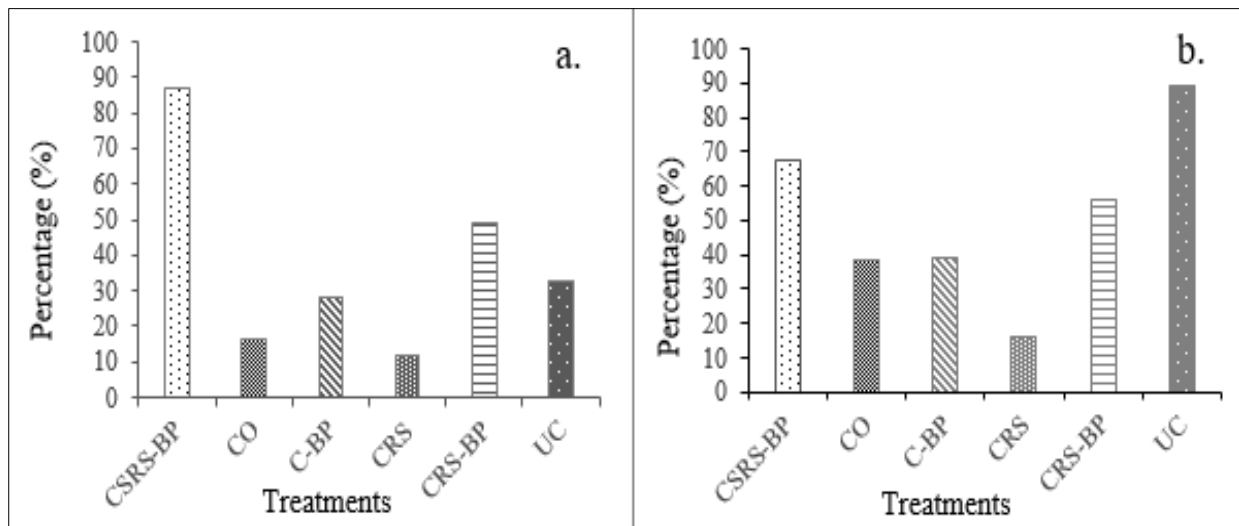 a.
Percentage (%)
100
90
80
70
60
50
40
30
20
10
0
CSRS-BP
CO
C-BP
CRS
CRS-BP
UC
Treatments
b.
Percentage (%)
100
90
80
70
60
50
40
30
20
10
0
CSRS-BP
CO
C-BP
CRS
CRS-BP
UC
Treatments